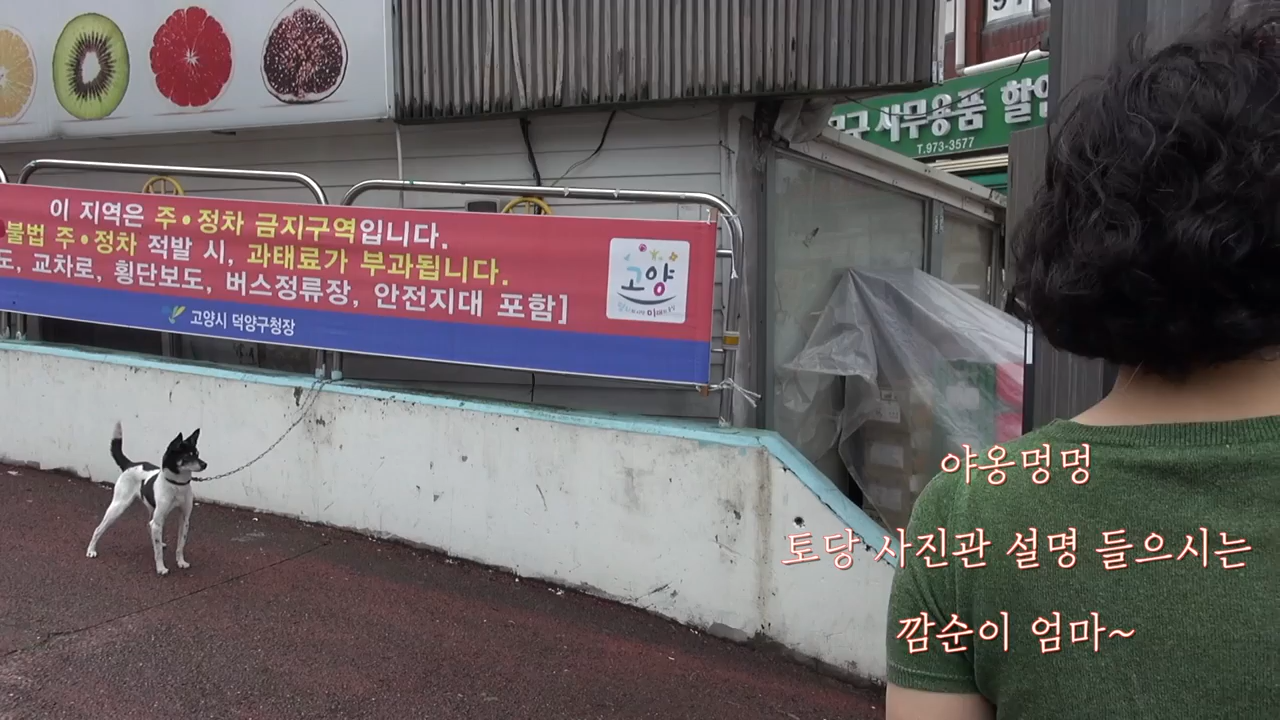 사무용품 할인
T.973-3577
이 지역은 주•정차 금지구역입니다.
불법 주•정차 적발 시, 과태료가 부과됩니다.
도, 교차로, 횡단보도, 버스정류장, 안전지대 포함]
고양
고양시 덕양구청장
야옹멍멍
토당 사진관 설명 들으시는
깜순이 엄마~